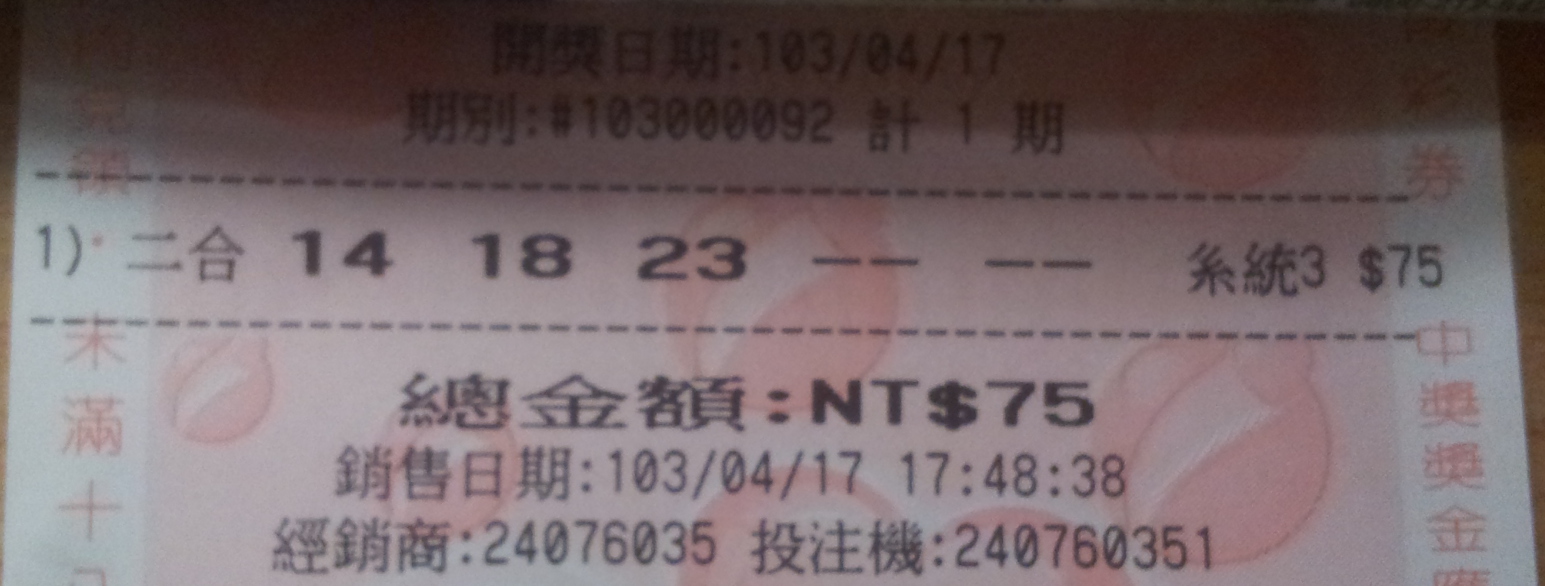 開獎日期:103/04/17
期別:#103000092 計 1 期
1) 二合 14 18 23 -- -- 系統3 $75
總金額:NT$75
銷售日期:103/04/17 17:48:38
經銷商:24076035 投注機:240760351
領
未滿十
券
中獎獎金